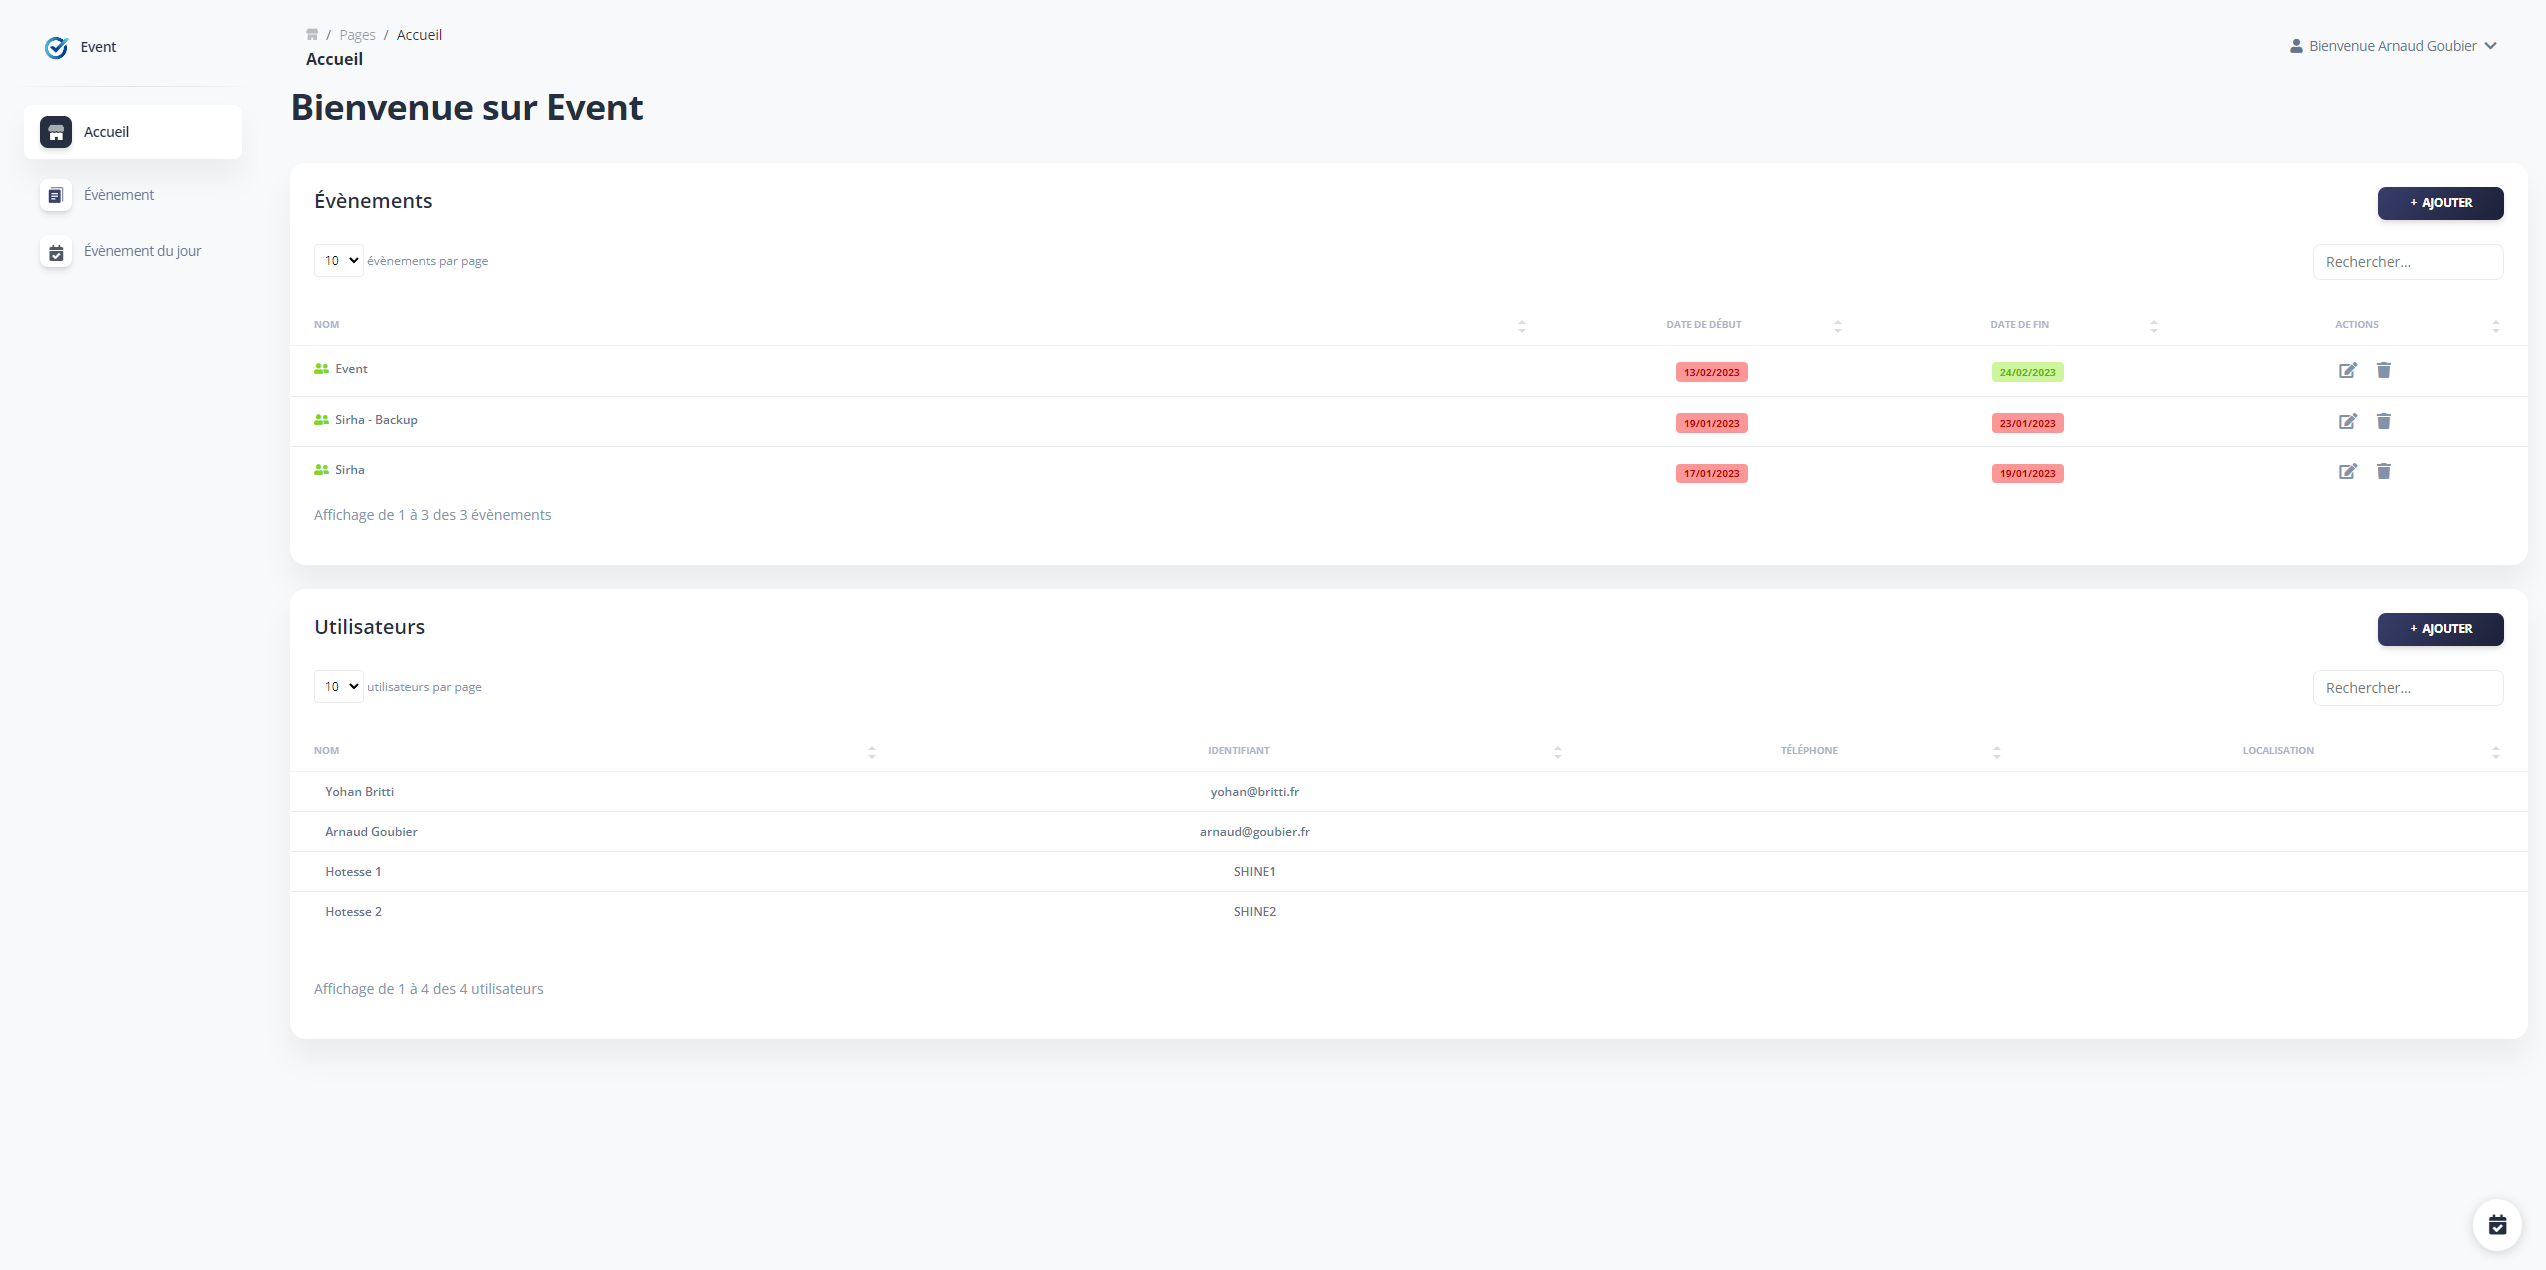 Event
Accueil
Évènement
Évènement du jour
/ Pages / Accueil
Accueil
Bienvenue Arnaud Goubier
Bienvenue sur Event
Évènements
+ AJOUTER
10 évènements par page
Rechercher...
NOM DATE DE DÉBUT DATE DE FIN ACTIONS
Event 13/02/2023 24/02/2023
Sirha - Backup 19/01/2023 23/01/2023
Sirha 17/01/2023 19/01/2023
Affichage de 1 à 3 des 3 évènements
Utilisateurs
+ AJOUTER
10 utilisateurs par page
Rechercher...
NOM IDENTIFIANT TÉLÉPHONE LOCALISATION
Yohan Britti yohan@britti.fr
Arnaud Goubier arnaud@goubier.fr
Hotesse 1 SHINE1
Hotesse 2 SHINE2
Affichage de 1 à 4 des 4 utilisateurs